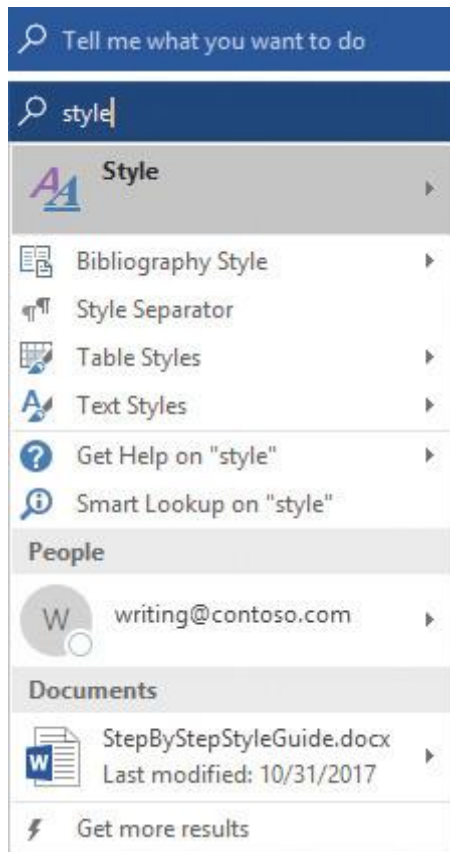 Tell me what you want to do
style
Style
Bibliography Style
Style Separator
Table Styles
Text Styles
Get Help on "style"
Smart Lookup on "style"
People
W writing@contoso.com
Documents
StepByStepStyleGuide.docx
Last modified: 10/31/2017
Get more results